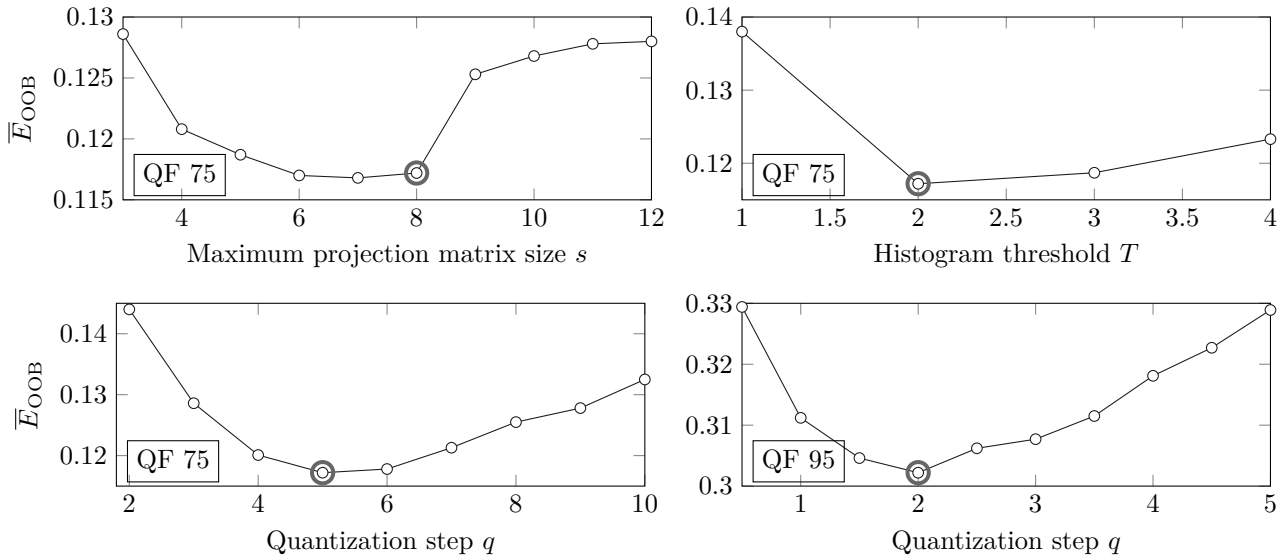 0.13
0.125
0.12
0.115
E̅OOB
QF 75
4 6 8 10 12
Maximum projection matrix size s
0.14
0.13
0.12
QF 75
1 1.5 2 2.5 3 3.5 4
Histogram threshold T
0.14
0.13
0.12
E̅OOB
QF 75
2 4 6 8 10
Quantization step q
0.33
0.32
0.31
0.3
QF 95
1 2 3 4 5
Quantization step q